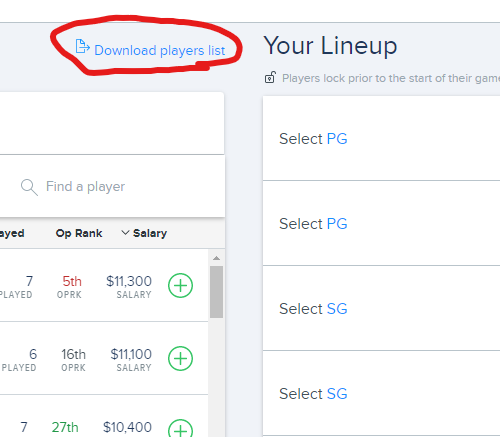 Download players list
Your Lineup
Players lock prior to the start of their game
Find a player
ayed Op Rank Salary
7 5th $11,300
PLAYED OPRK SALARY
6 16th $11,100
PLAYED OPRK SALARY
7 27th $10,400
Select PG
Select PG
Select SG
Select SG